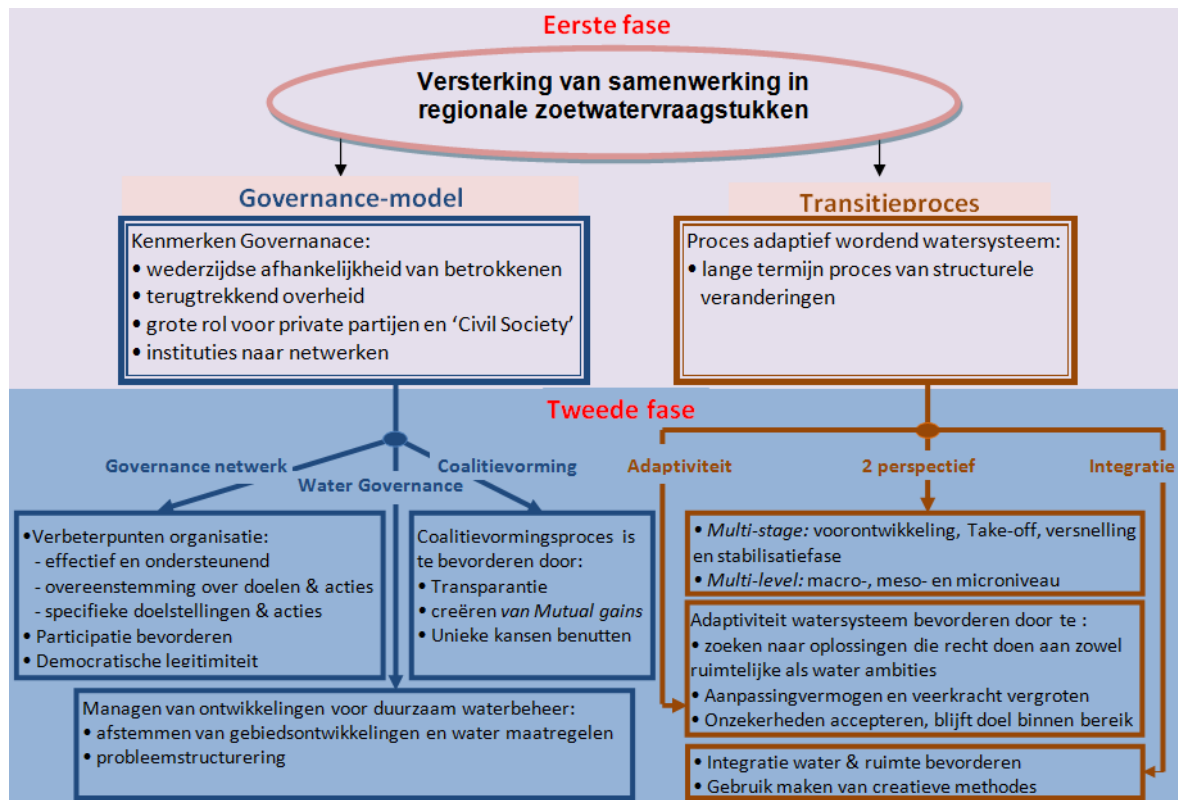 Eerste fase
Versterking van samenwerking in
regionale zoetwatervraagstukken
Governance-model
Kenmerken Governanace:
• wederzijdse afhankelijkheid van betrokkenen
• terugtrekkend overheid
• grote rol voor private partijen en ‘Civil Society’
• instituties naar netwerken
Transitieproces
Proces adaptief wordend watersysteem:
• lange termijn proces van structurele
veranderingen
Tweede fase
Governance netwerk
Water Governance
Coalitievorming
Adaptiviteit
2 perspectief
Integratie
•Verbeterpunten organisatie:
- effectief en ondersteunend
- overeenstemming over doelen & acties
- specifieke doelstellingen & acties
• Participatie bevorderen
• Democratische legitimiteit
Coalitievormingsproces is
te bevorderen door:
• Transparantie
• creëren van Mutual gains
• Unieke kansen benutten
Managen van ontwikkelingen voor duurzaam waterbeheer:
• afstemmen van gebiedsontwikkelingen en water maatregelen
• probleemstructurering
• Multi-stage: voorontwikkeling, Take-off, versnelling
en stabilisatiefase
• Multi-level: macro-, meso- en microniveau
Adaptiviteit watersysteem bevorderen door te :
• zoeken naar oplossingen die recht doen aan zowel
ruimtelijke als water ambities
• Aanpassingvermogen en veerkracht vergroten
• Onzekerheden accepteren, blijft doel binnen bereik
• Integratie water & ruimte bevorderen
• Gebruik maken van creatieve methodes